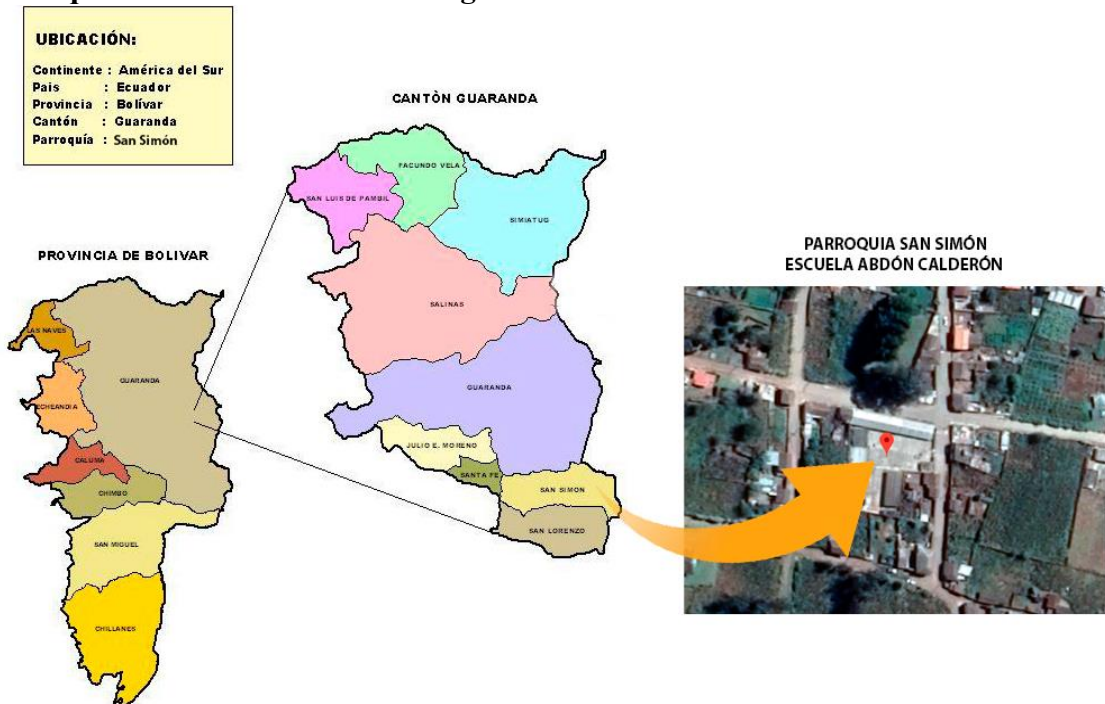 UBICACIÓN:
Continente : América del Sur
Pais : Ecuador
Provincia : Bolívar
Cantón : Guaranda
Parroquía : San Simón
CANTÒN GUARANDA
FACUNDO VELA
SAN LUIS DE PAMBIL
SIMIATUG
SALINAS
GUARANDA
JULIO E. MORENO
SANTA FE
SAN SIMON
SAN LORENZO
PROVINCIA DE BOLIVAR
LAS NAVES
GUARANDA
ECHEANDIA
CALUMA
CHIMBO
SAN MIGUEL
CHILLANES
PARROQUIA SAN SIMÓN
ESCUELA ABDÓN CALDERÓN